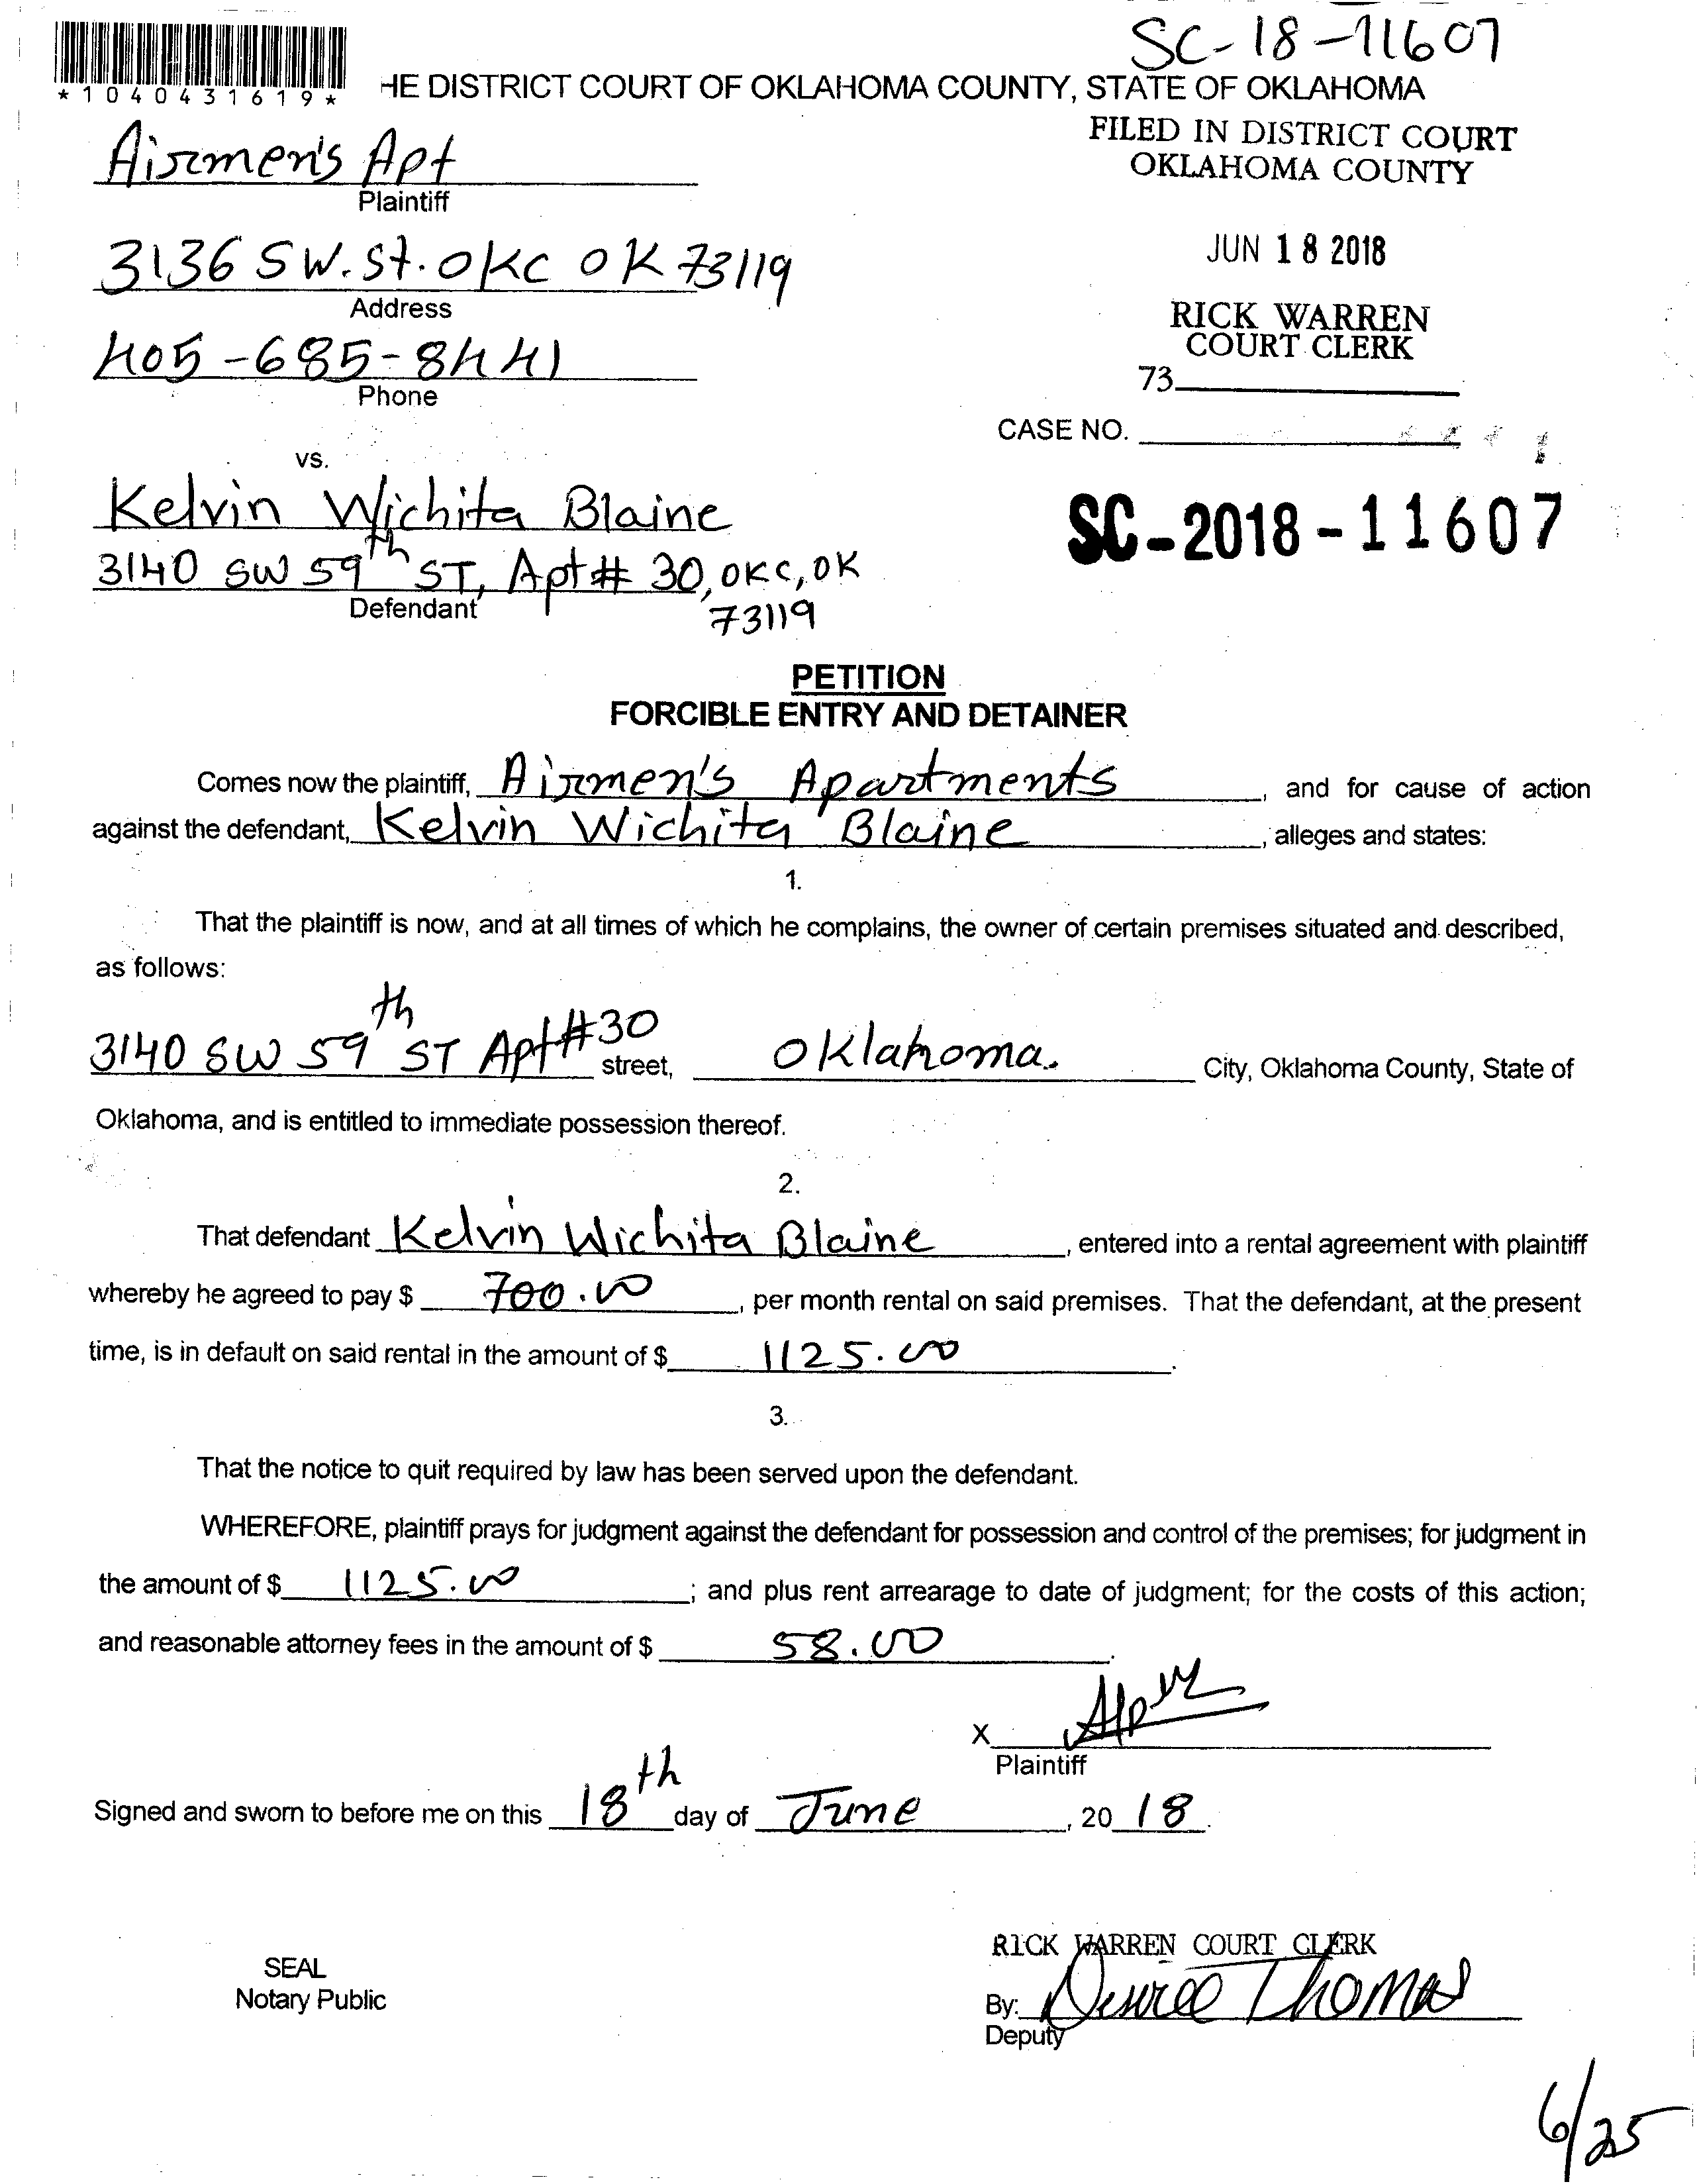 SC-18-11607
*1040431619*
HE DISTRICT COURT OF OKLAHOMA COUNTY, STATE OF OKLAHOMA
FILED IN DISTRICT COURT
OKLAHOMA COUNTY
Airmen's Apt
Plaintiff
JUN 18 2018
3136 SW. St. OKC OK 73119
Address
RICK WARREN
COURT CLERK
405-685-8441
Phone
73
CASE NO.
vs.
Kelvin Wichita Blaine
SC-2018-11607
3140 SW 59th ST, Apt# 30, OKC, OK
73119
Defendant
PETITION
FORCIBLE ENTRY AND DETAINER
Comes now the plaintiff, Airmen's Apartments, and for cause of action
against the defendant, Kelvin Wichita Blaine, alleges and states:
1.
That the plaintiff is now, and at all times of which he complains, the owner of certain premises situated and described,
as follows:
3140 SW 59th ST Apt#30 street, Oklahoma. City, Oklahoma County, State of
Oklahoma, and is entitled to immediate possession thereof.
2.
That defendant Kelvin Wichita Blaine, entered into a rental agreement with plaintiff
whereby he agreed to pay $ 700.00, per month rental on said premises. That the defendant, at the present
time, is in default on said rental in the amount of $ 1125.00.
3.
That the notice to quit required by law has been served upon the defendant.
WHEREFORE, plaintiff prays for judgment against the defendant for possession and control of the premises; for judgment in
the amount of $ 1125.00; and plus rent arrearage to date of judgment; for the costs of this action;
and reasonable attorney fees in the amount of $ 58.00.
X
Plaintiff
Signed and sworn to before me on this 18th day of June, 20 18.
RICK WARREN COURT CLERK
SEAL
Notary Public
By: Desiree Thomas
Deputy
6/25